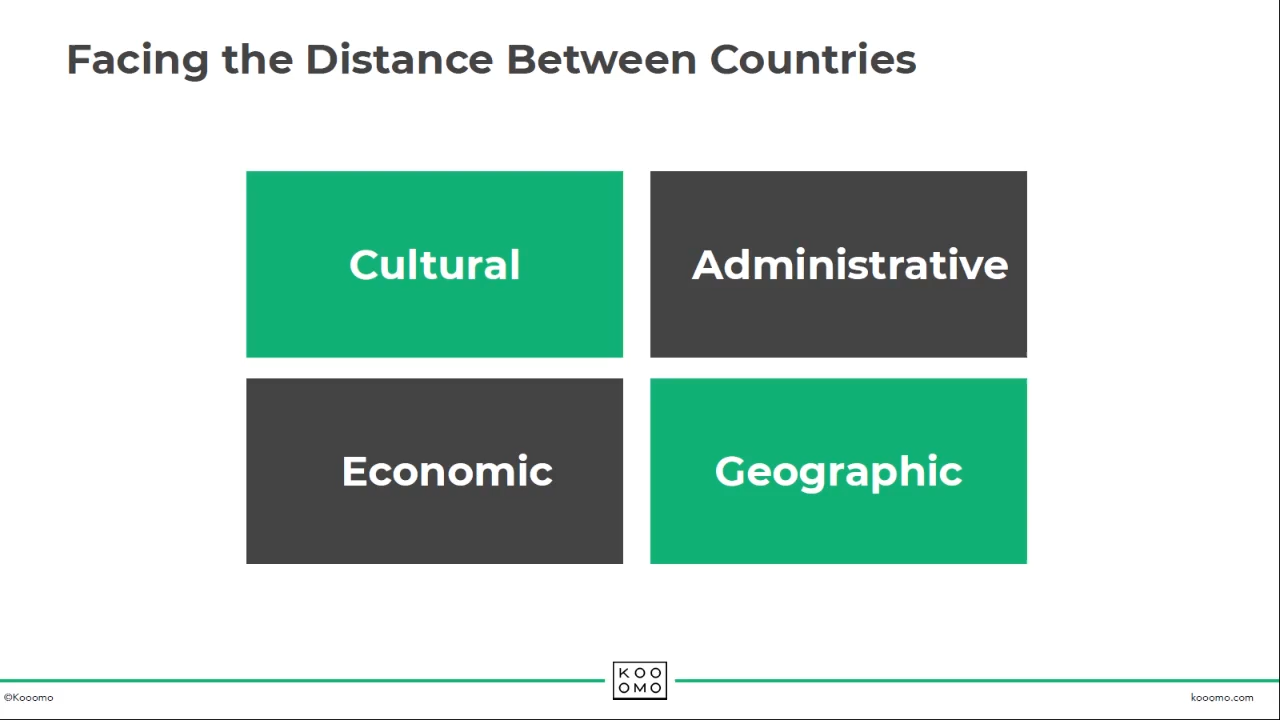 Facing the Distance Between Countries
Cultural
Administrative
Economic
Geographic
KOO
OMO
©Kooomo
kooomo.com